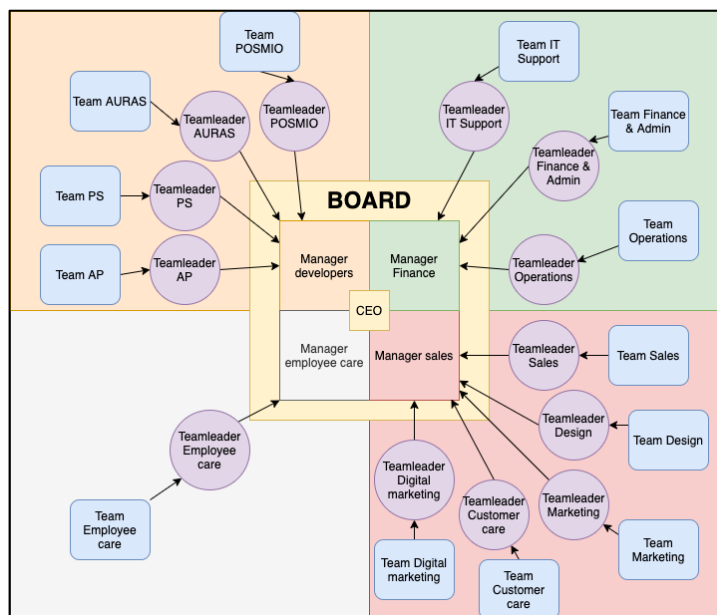 Team
POSMIO
Team IT
Support
Team AURAS
Teamleader
POSMIO
Teamleader
AURAS
Teamleader
IT Support
Team Finance
& Admin
Teamleader
Finance &
Admin
Team PS
Teamleader
PS
BOARD
Team
Operations
Team AP
Teamleader
AP
Manager
developers
Manager
Finance
Teamleader
Operations
CEO
Manager
employee care
Manager sales
Teamleader
Sales
Team Sales
Teamleader
Design
Team Design
Teamleader
Employee
care
Teamleader
Digital
marketing
Teamleader
Customer
care
Teamleader
Marketing
Team
Employee
care
Team Digital
marketing
Team
Customer
care
Team
Marketing